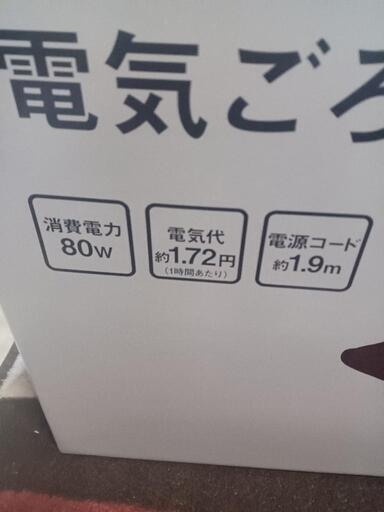 電気ごろ
消費電力
80W
電気代
約1.72円
(1時間あたり)
電源コード
約1.9m